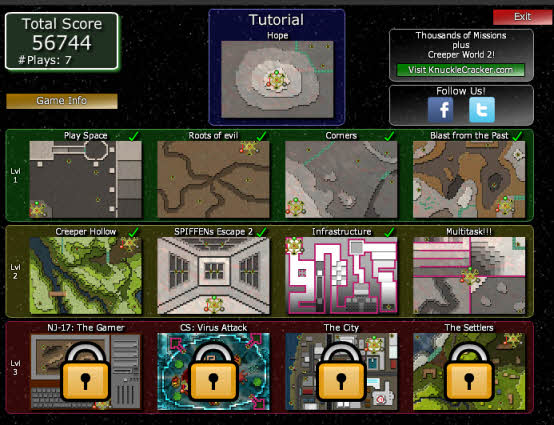 Total Score
56744
#Plays: 7
Game Info
Tutorial
Hope
Exit
Thousands of Missions
plus
Creeper World 2!
Visit KnuckleCracker.com
Follow Us!
f
Lvl
1
Play Space
Roots of evil
Corners
Blast from the Past
Lvl
2
Creeper Hollow
SPIFFENs Escape 2
Infrastructure
Multitask!!!
Lvl
3
NJ-17: The Gamer
CS: Virus Attack
The City
The Settlers